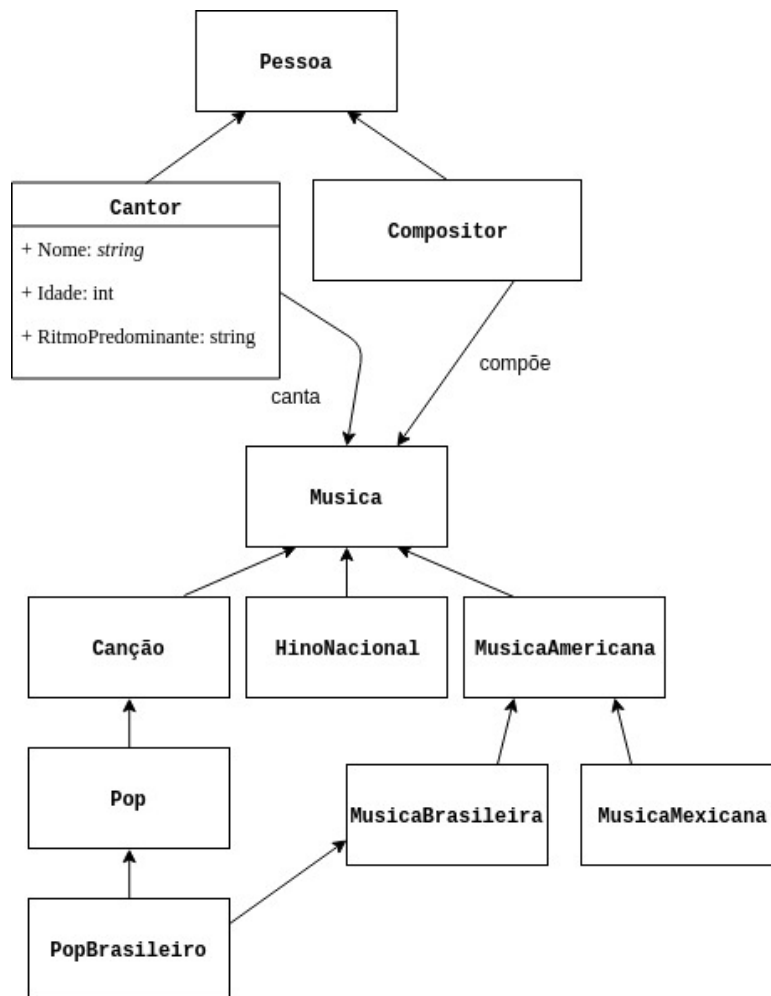 Pessoa
Cantor
+ Nome: string
+ Idade: int
+ RitmoPredominante: string
Compositor
canta
compõe
Musica
Canção
HinoNacional
MusicaAmericana
Pop
MusicaBrasileira
MusicaMexicana
PopBrasileiro